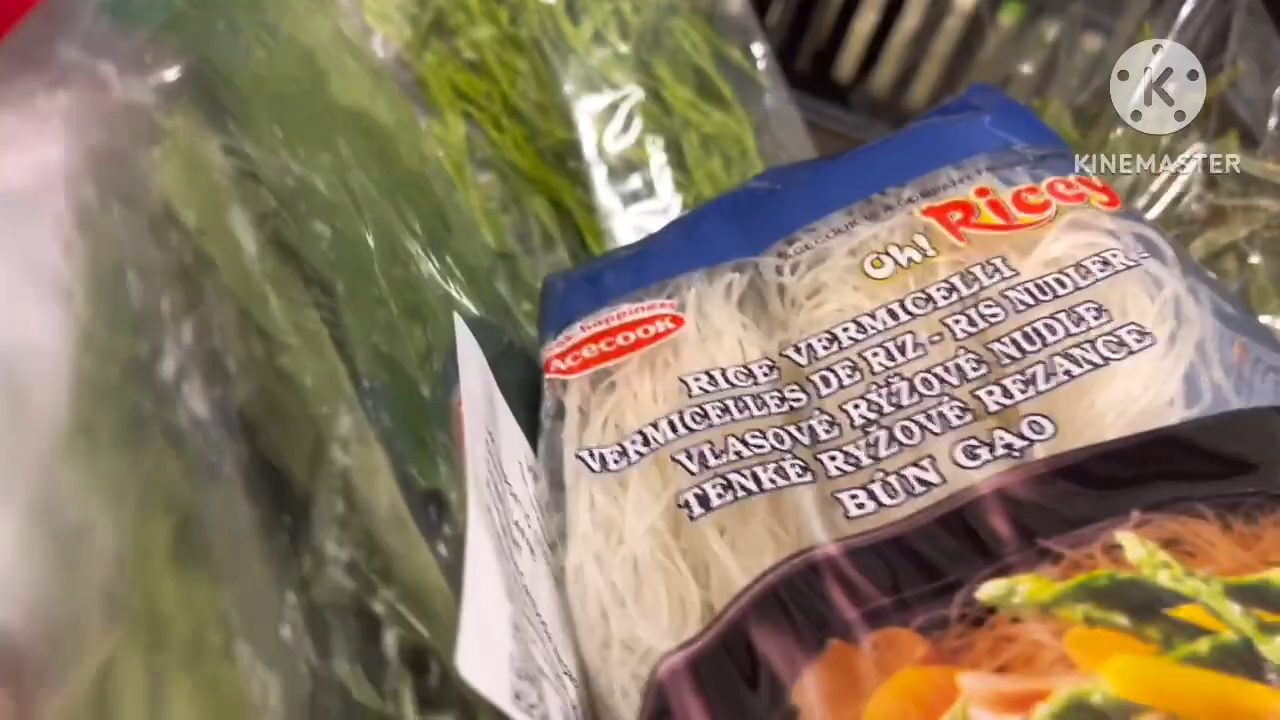 KINEMASTER
Oh! Ricey
happiness
acecook
RICE VERMICELLI
VERMICELLES DE RIZ - RIS NUDLER -
VLASOVÉ RÝŽOVÉ NUDLE
TENKÉ RYŽOVÉ REZANCE
BÚN GẠO